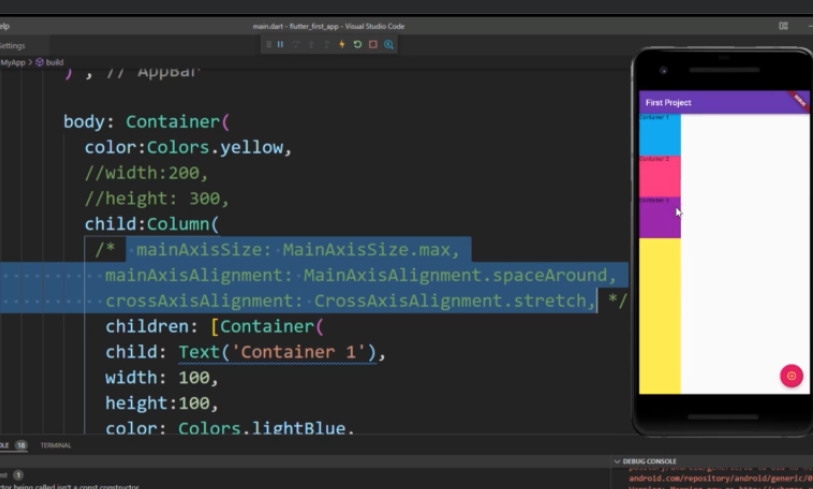 elp
main.dart - flutter_first_app - Visual Studio Code
Settings
MyApp > build
) , // AppBar
body: Container(
color:Colors.yellow,
//width:200,
//height: 300,
child:Column(
/* mainAxisSize: MainAxisSize.max,
mainAxisAlignment: MainAxisAlignment.spaceAround,
crossAxisAlignment: CrossAxisAlignment.stretch, */
children: [Container(
child: Text('Container 1'),
width: 100,
height:100,
color: Colors.lightBlue,
First Project
Container 1
Container 2
Container 3
OLE 18 TERMINAL
DEBUG CONSOLE
android.com/repository/android/generic/0
ctor being called isn't a const constructor